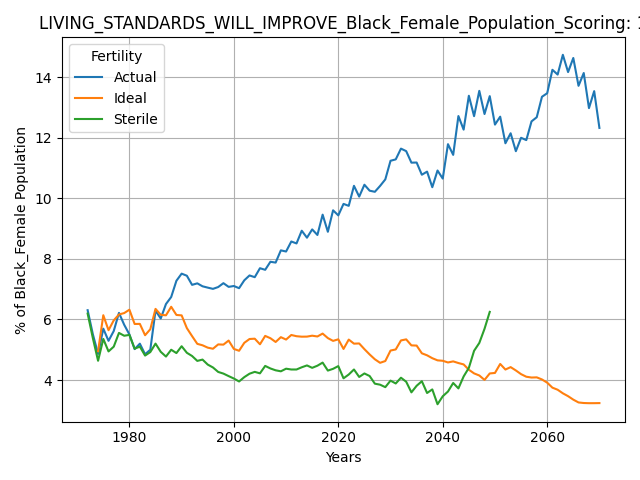 LIVING_STANDARDS_WILL_IMPROVE_Black_Female_Population_Scoring:
Fertility
Actual
Ideal
Sterile
% of Black_Female Population
14
12
10
8
6
4
1980 2000 2020 2040 2060
Years